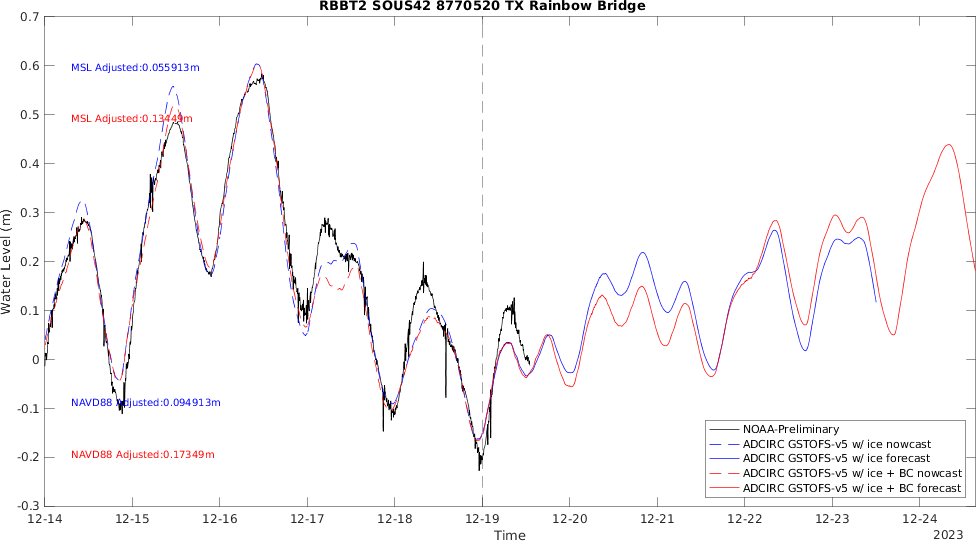 RBBT2 SOUS42 8770520 TX Rainbow Bridge
0.7
0.6
0.5
0.4
0.3
0.2
0.1
0
-0.1
-0.2
-0.3
Water Level (m)
MSL Adjusted:0.055913m
MSL Adjusted:0.13449m
NAVD88 Adjusted:0.094913m
NAVD88 Adjusted:0.17349m
NOAA-Preliminary
ADCIRC GSTOFS-v5 w/ ice nowcast
ADCIRC GSTOFS-v5 w/ ice forecast
ADCIRC GSTOFS-v5 w/ ice + BC nowcast
ADCIRC GSTOFS-v5 w/ ice + BC forecast
12-14 12-15 12-16 12-17 12-18 12-19 12-20 12-21 12-22 12-23 12-24
Time
2023